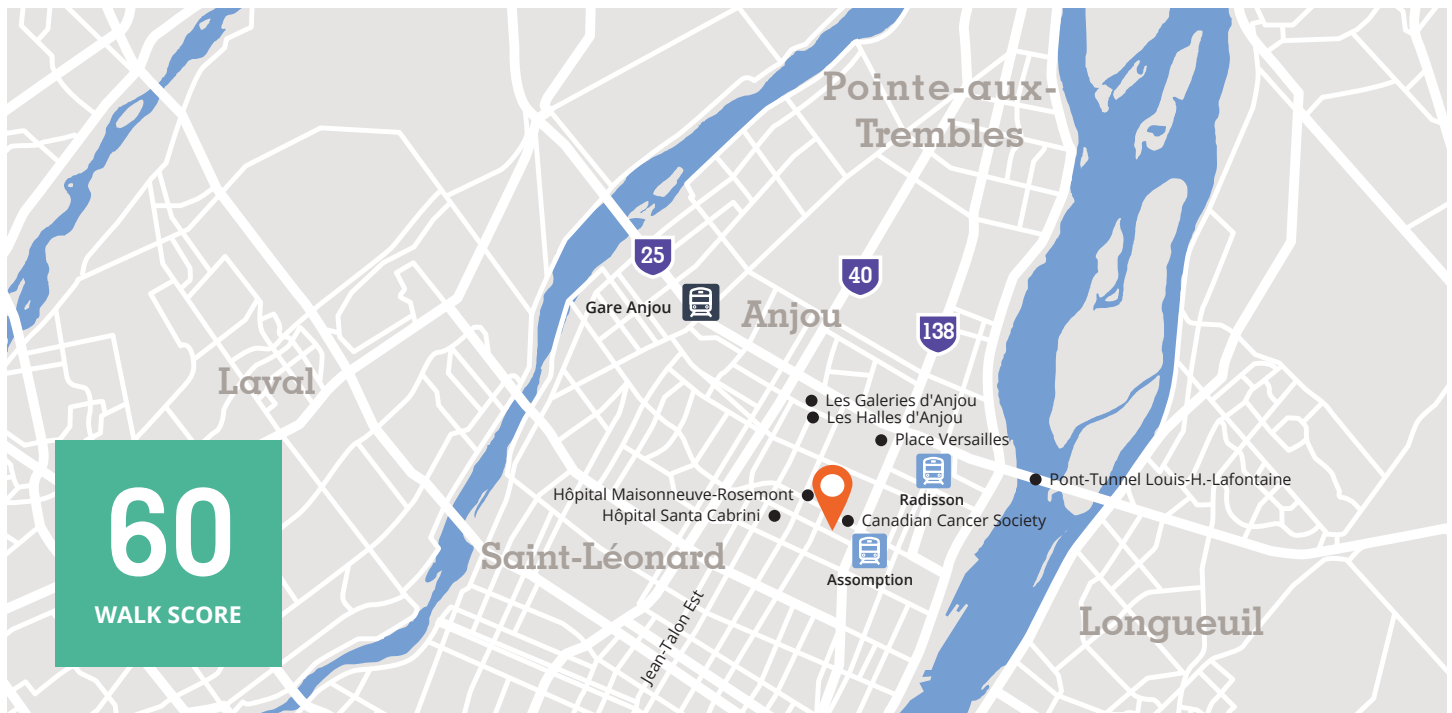 Pointe-aux-
Trembles
25
40
Gare Anjou
Anjou
138
Laval
Les Galeries d'Anjou
Les Halles d'Anjou
Place Versailles
Pont-Tunnel Louis-H.-Lafontaine
Hôpital Maisonneuve-Rosemont
Radisson
Hôpital Santa Cabrini
Canadian Cancer Society
60
WALK SCORE
Saint-Léonard
Assomption
Jean-Talon Est
Longueuil